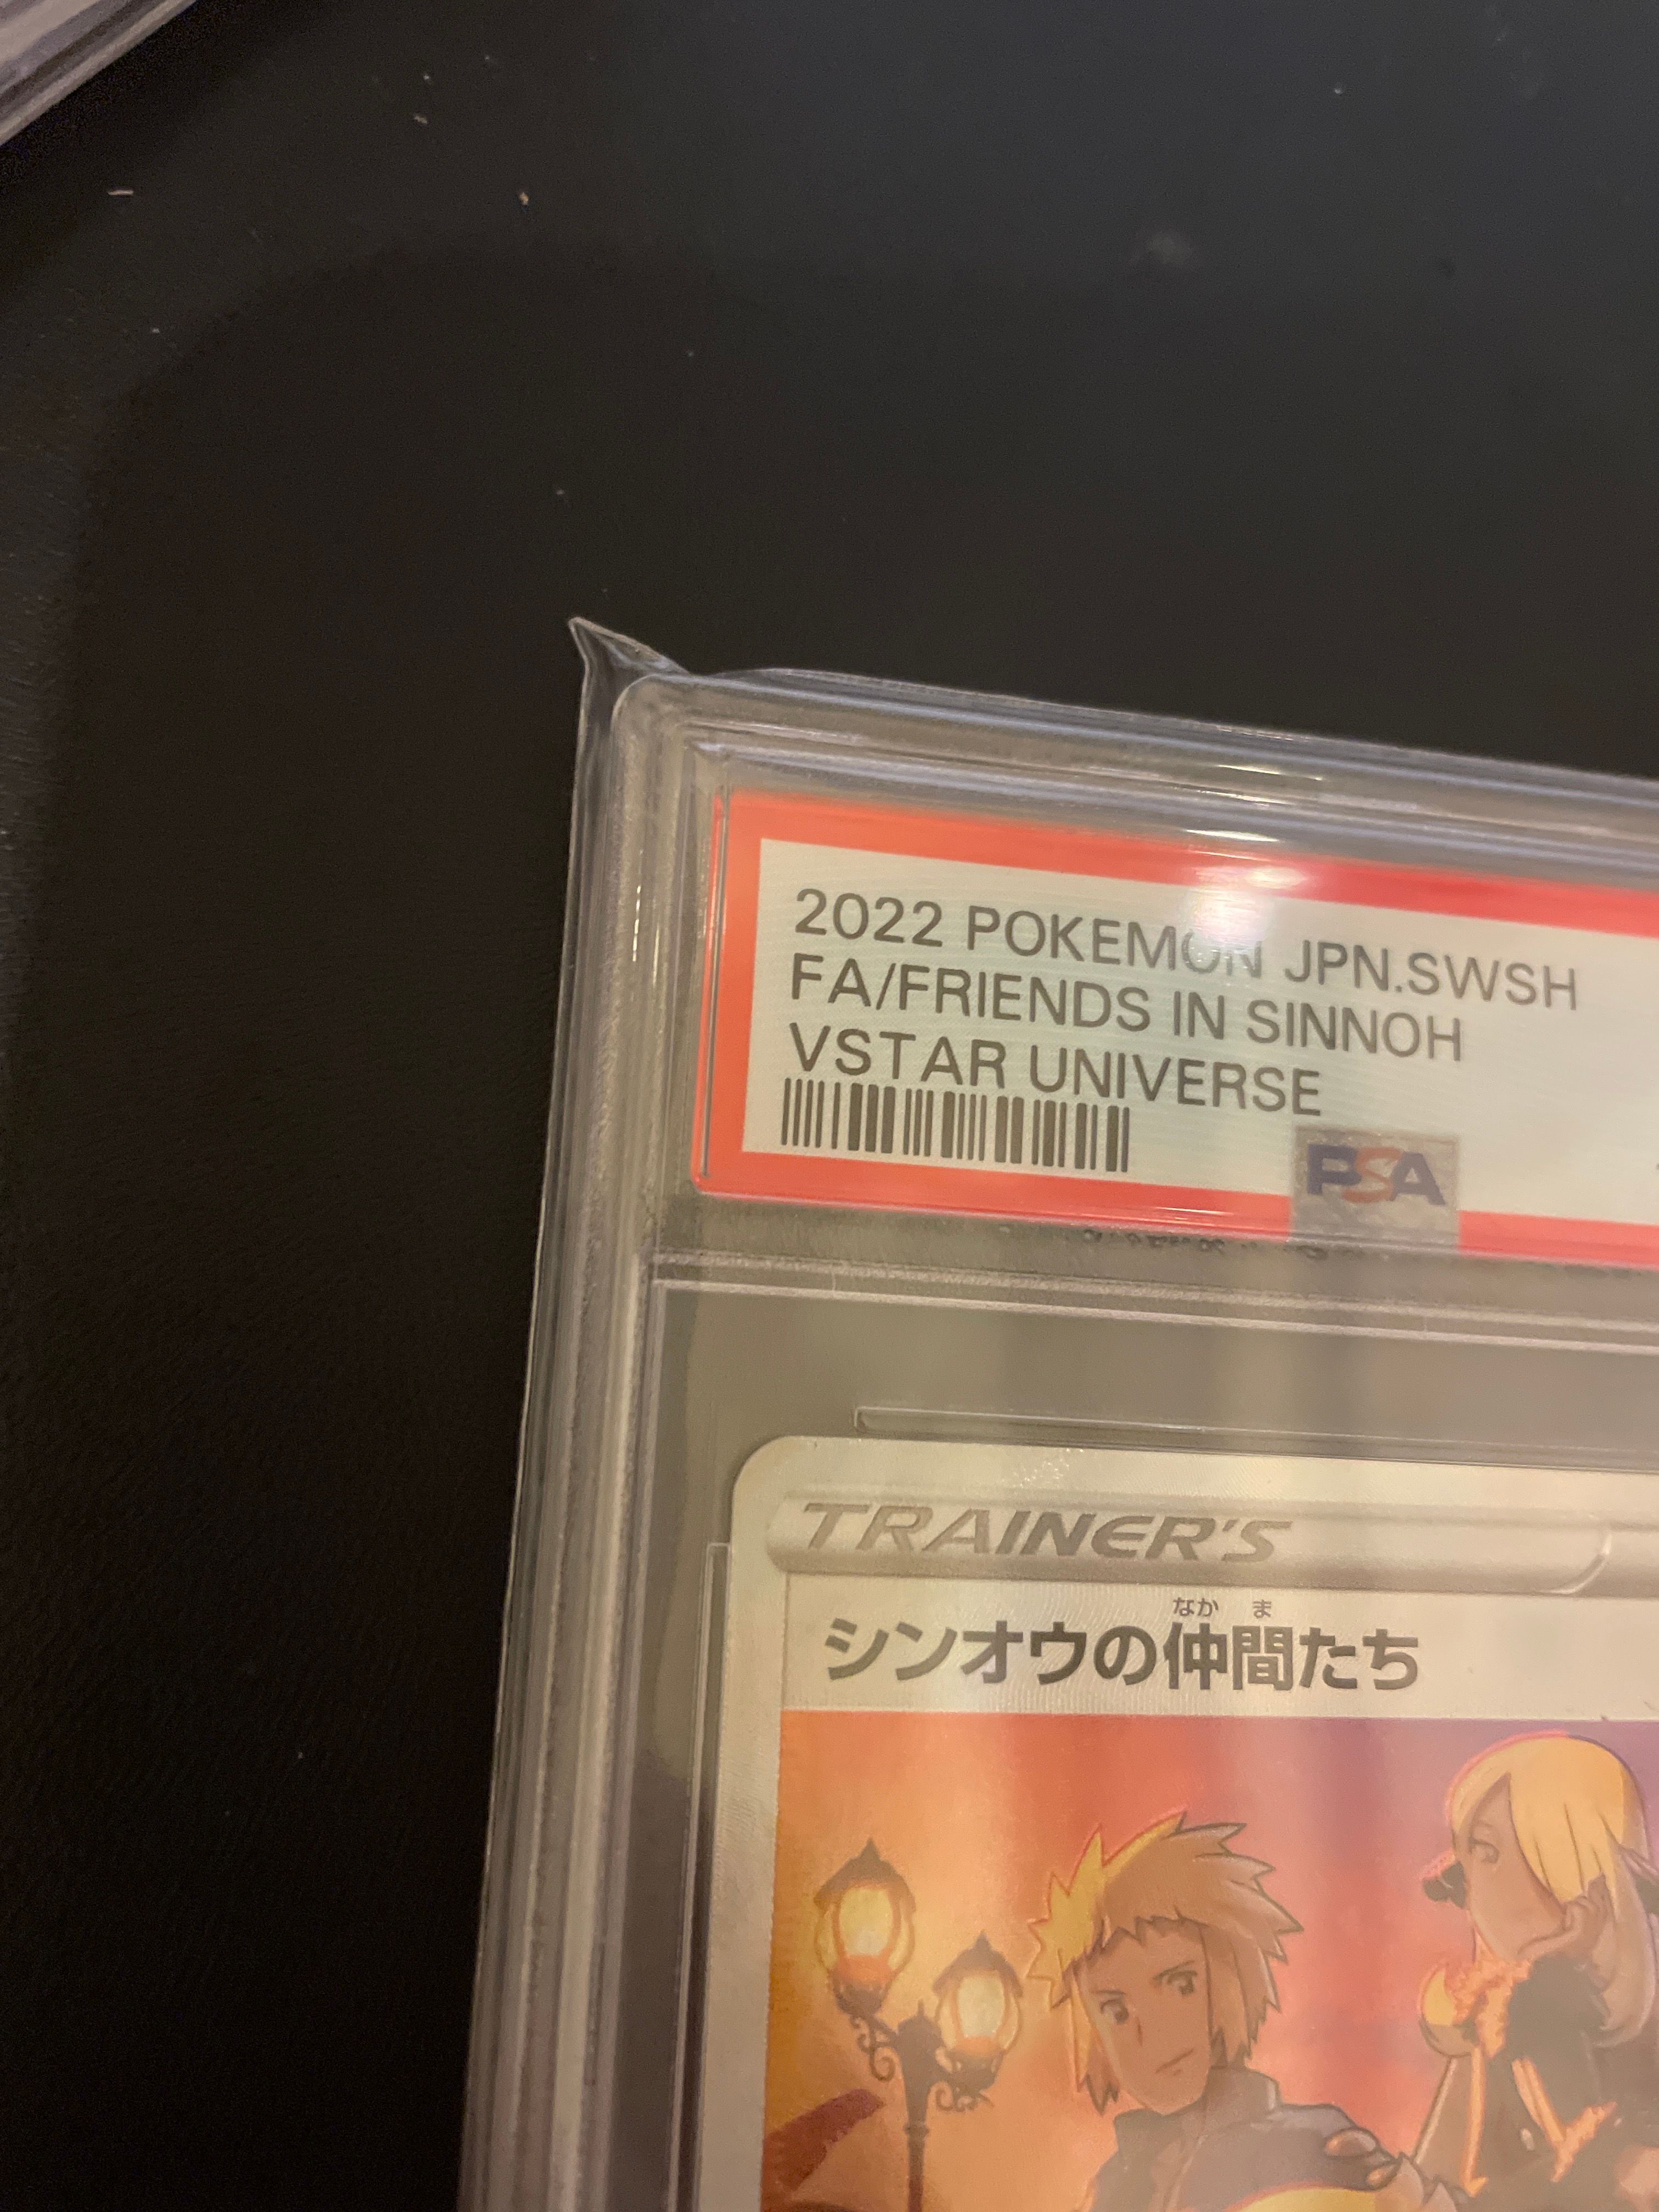 2022 POKEMON JPN.SWSH
FA/FRIENDS IN SINNOH
VSTAR UNIVERSE
PSA
TRAINER'S
なかま
シンオウの仲間たち